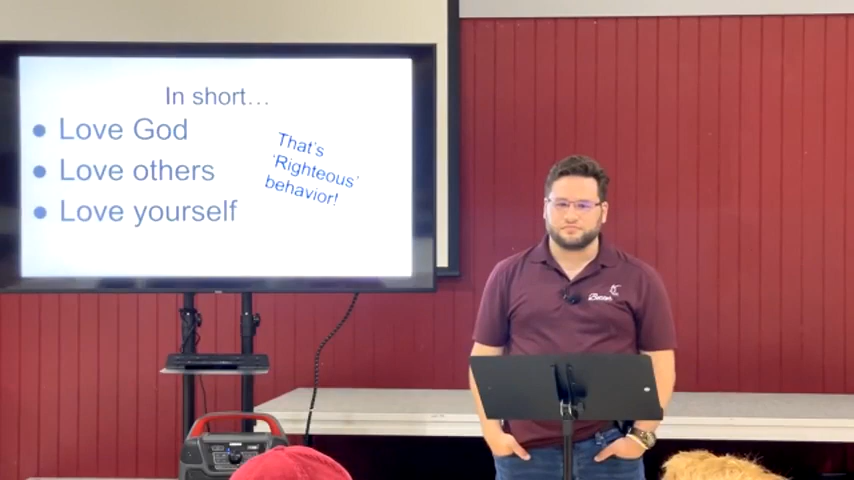 In short...
● Love God
● Love others
● Love yourself
That's
'Righteous'
behavior!